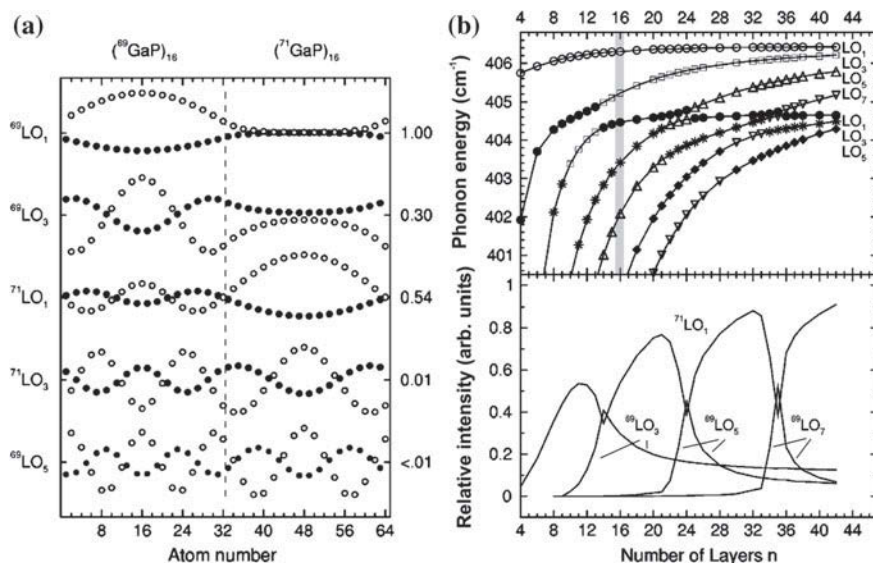 (a)
(⁶⁹GaP)₁₆
(⁷¹GaP)₁₆
⁶⁹LO₁
1.00
⁶⁹LO₃
0.30
⁷¹LO₁
0.54
⁷¹LO₃
0.01
⁶⁹LO₅
<.01
0 8 16 24 32 40 48 56 64
Atom number
(b)
4 8 12 16 20 24 28 32 36 40 44
Phonon energy (cm⁻¹)
406
405
404
403
402
401
LO₁
LO₃
LO₅
LO₇
LO₁
LO₃
LO₅
Relative intensity (arb. units)
1
0.8
0.6
0.4
0.2
0
⁷¹LO₁
⁶⁹LO₃
⁶⁹LO₅
⁶⁹LO₇
4 8 12 16 20 24 28 32 36 40 44
Number of Layers n